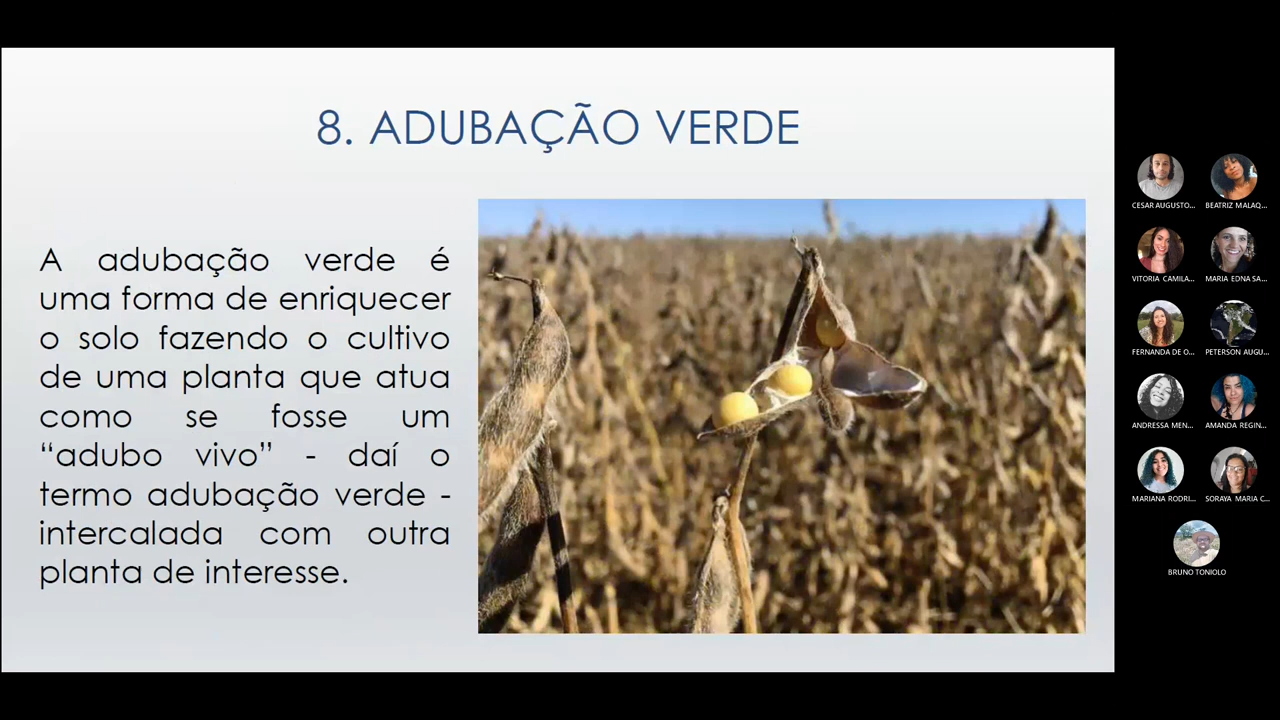 8. ADUBAÇÃO VERDE
A adubação verde é
uma forma de enriquecer
o solo fazendo o cultivo
de uma planta que atua
como se fosse um
“adubo vivo” - daí o
termo adubação verde -
intercalada com outra
planta de interesse.
CESAR AUGUSTO...
BEATRIZ MALAQ...
VITORIA CAMILA...
MARIA EDNA SA...
FERNANDA DE O...
PETERSON AUGU...
ANDRESSA MEN...
AMANDA REGIN...
MARIANA RODRI...
SORAYA MARIA C...
BRUNO TONIOLO